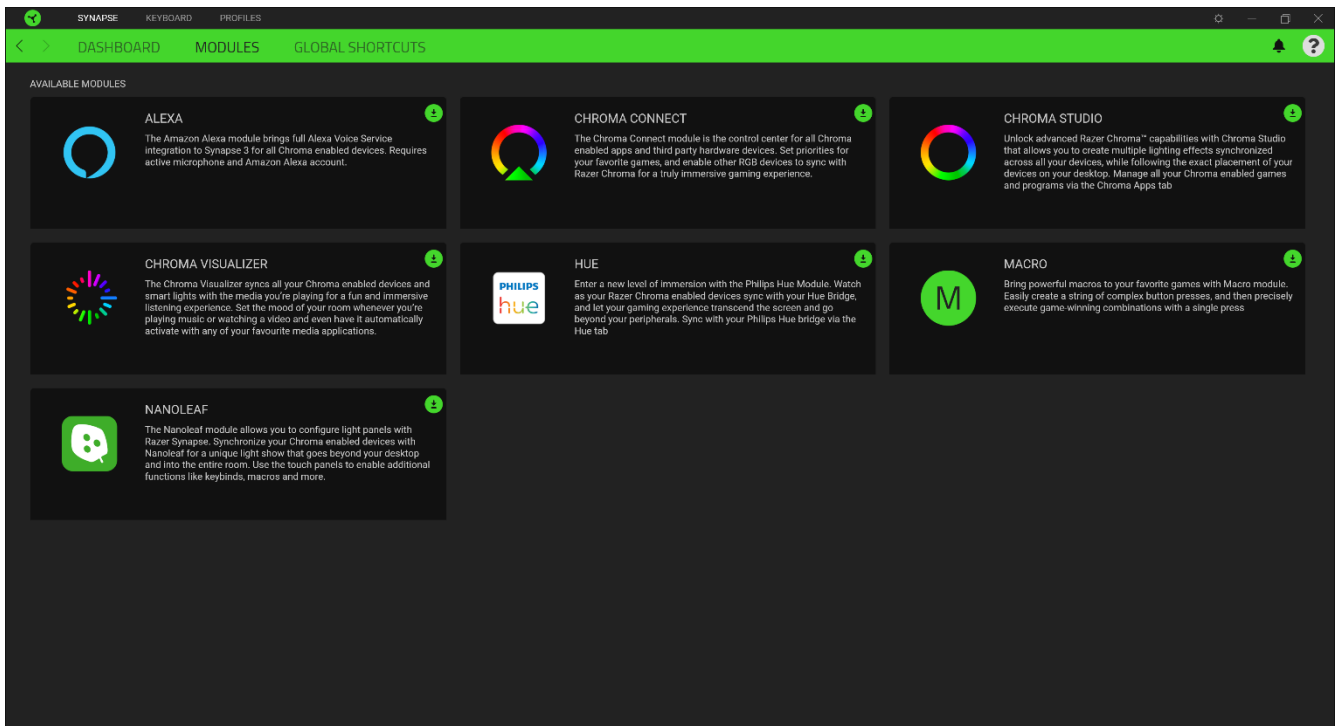 SYNAPSE KEYBOARD PROFILES
DASHBOARD MODULES GLOBAL SHORTCUTS
?
AVAILABLE MODULES
ALEXA
The Amazon Alexa module brings full Alexa Voice Service
integration to Synapse 3 for all Chroma enabled devices. Requires
active microphone and Amazon Alexa account.
CHROMA CONNECT
The Chroma Connect module is the control center for all Chroma
enabled apps and third party hardware devices. Set priorities for
your favorite games, and enable other RGB devices to sync with
Razer Chroma for a truly immersive gaming experience.
CHROMA STUDIO
Unlock advanced Razer Chroma™ capabilities with Chroma Studio
that allows you to create multiple lighting effects synchronized
across all your devices, while following the exact placement of your
devices on your desktop. Manage all your Chroma enabled games
and programs via the Chroma Apps tab
CHROMA VISUALIZER
The Chroma Visualizer syncs all your Chroma enabled devices and
smart lights with the media you're playing for a fun and immersive
listening experience. Set the mood of your room whenever you're
playing music or watching a video and even have it automatically
activate with any of your favourite media applications.
PHILIPS
hue
HUE
Enter a new level of immersion with the Philips Hue Module. Watch
as your Razer Chroma enabled devices sync with your Hue Bridge,
and let your gaming experience transcend the screen and go
beyond your peripherals. Sync with your Philips Hue bridge via the
Hue tab
M
MACRO
Bring powerful macros to your favorite games with Macro module.
Easily create a string of complex button presses, and then precisely
execute game-winning combinations with a single press
NANOLEAF
The Nanoleaf module allows you to configure light panels with
Razer Synapse. Synchronize your Chroma enabled devices with
Nanoleaf for a unique light show that goes beyond your desktop
and into the entire room. Use the touch panels to enable additional
functions like keybinds, macros and more.